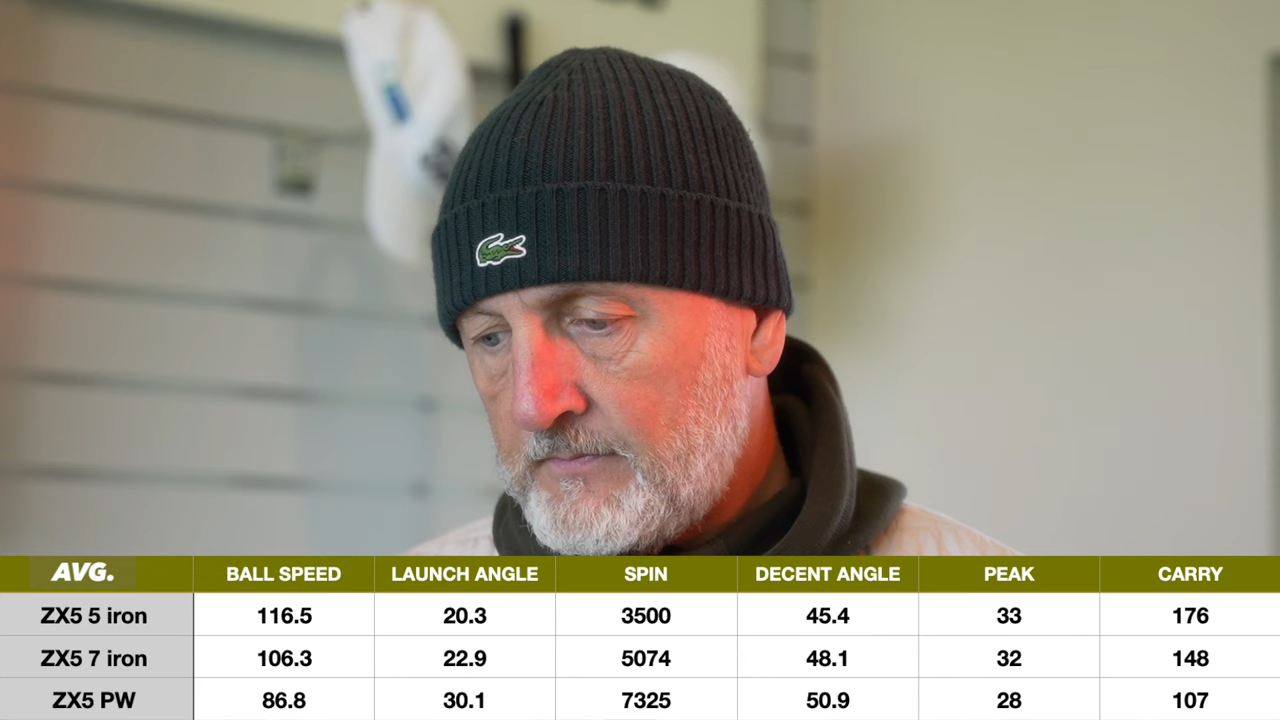 AVG. BALL SPEED LAUNCH ANGLE SPIN DECENT ANGLE PEAK CARRY
ZX5 5 iron 116.5 20.3 3500 45.4 33 176
ZX5 7 iron 106.3 22.9 5074 48.1 32 148
ZX5 PW 86.8 30.1 7325 50.9 28 107